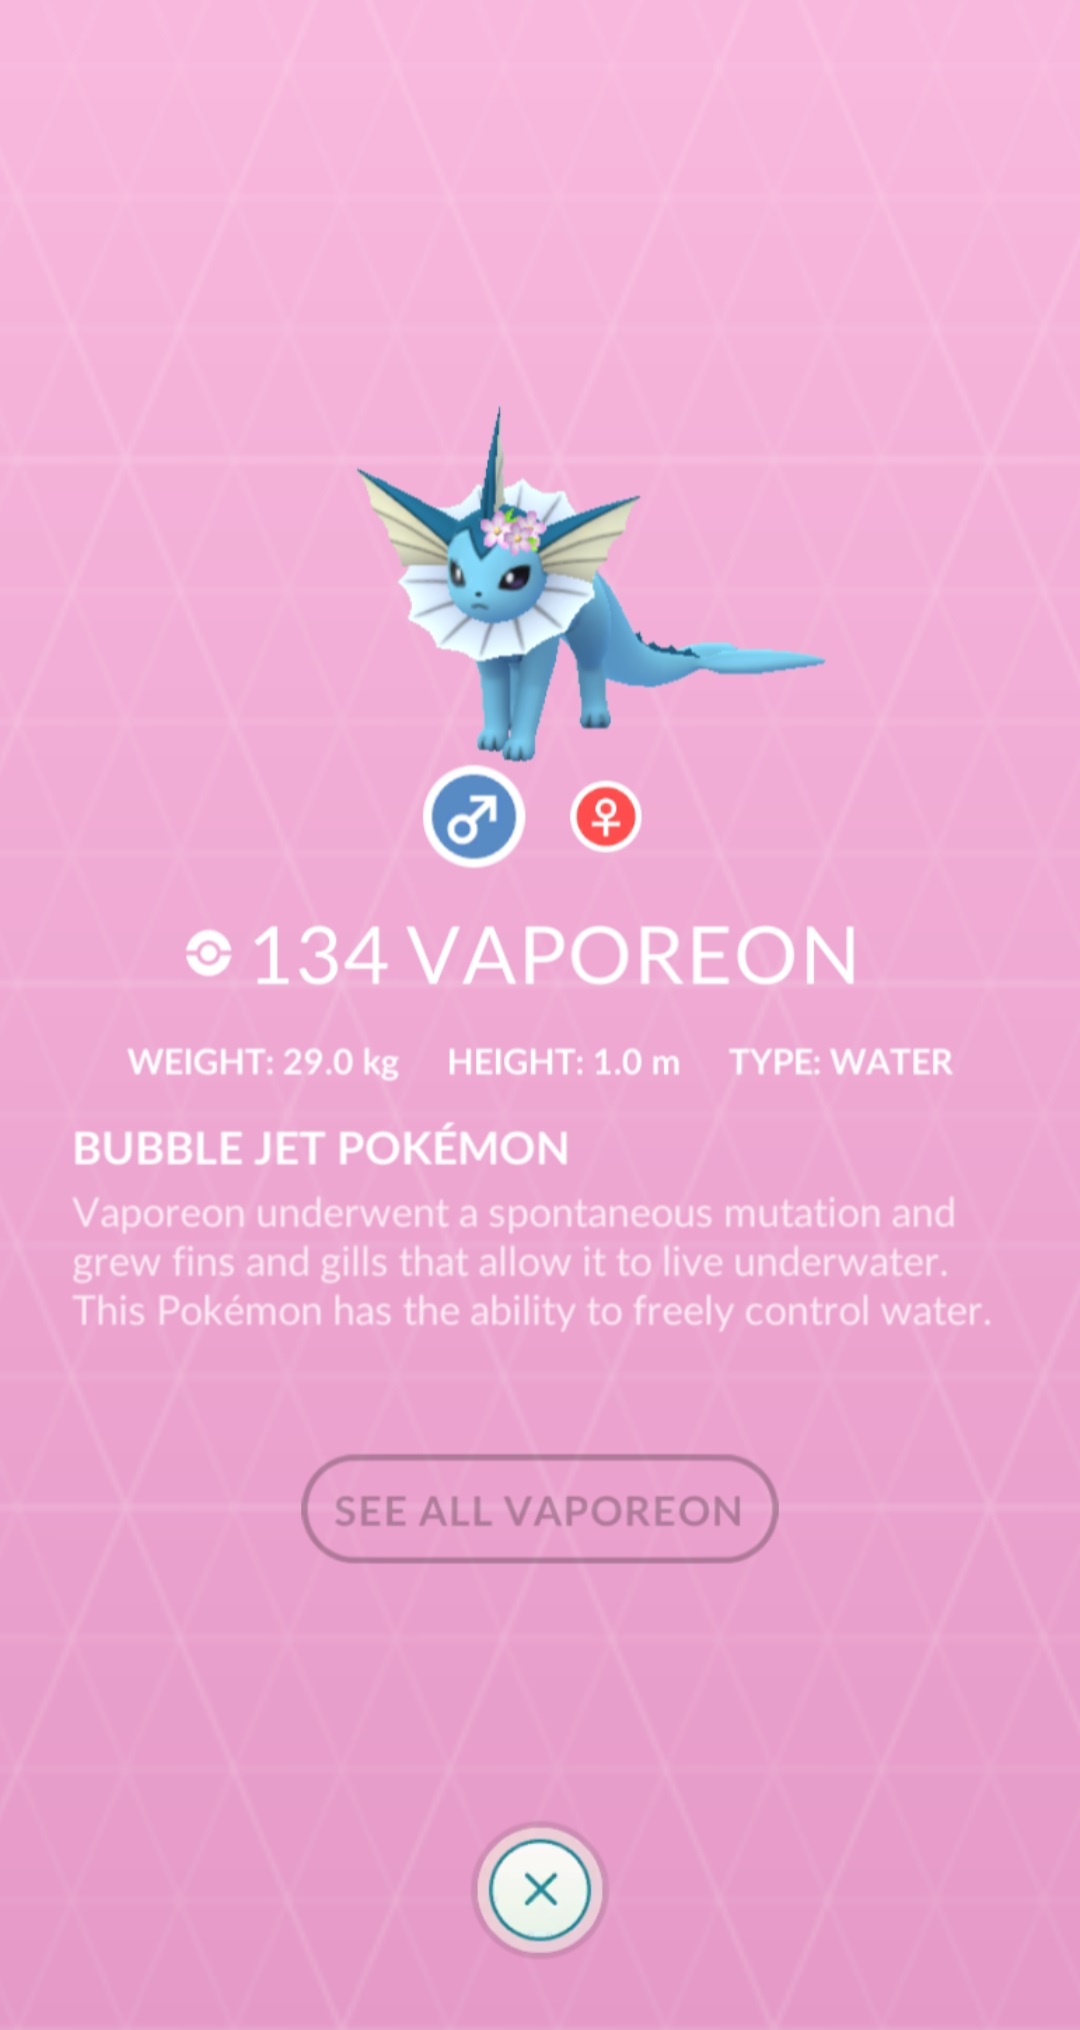 134 VAPOREON
WEIGHT: 29.0 kg HEIGHT: 1.0 m TYPE: WATER
BUBBLE JET POKÉMON
Vaporeon underwent a spontaneous mutation and
grew fins and gills that allow it to live underwater.
This Pokémon has the ability to freely control water.
SEE ALL VAPOREON